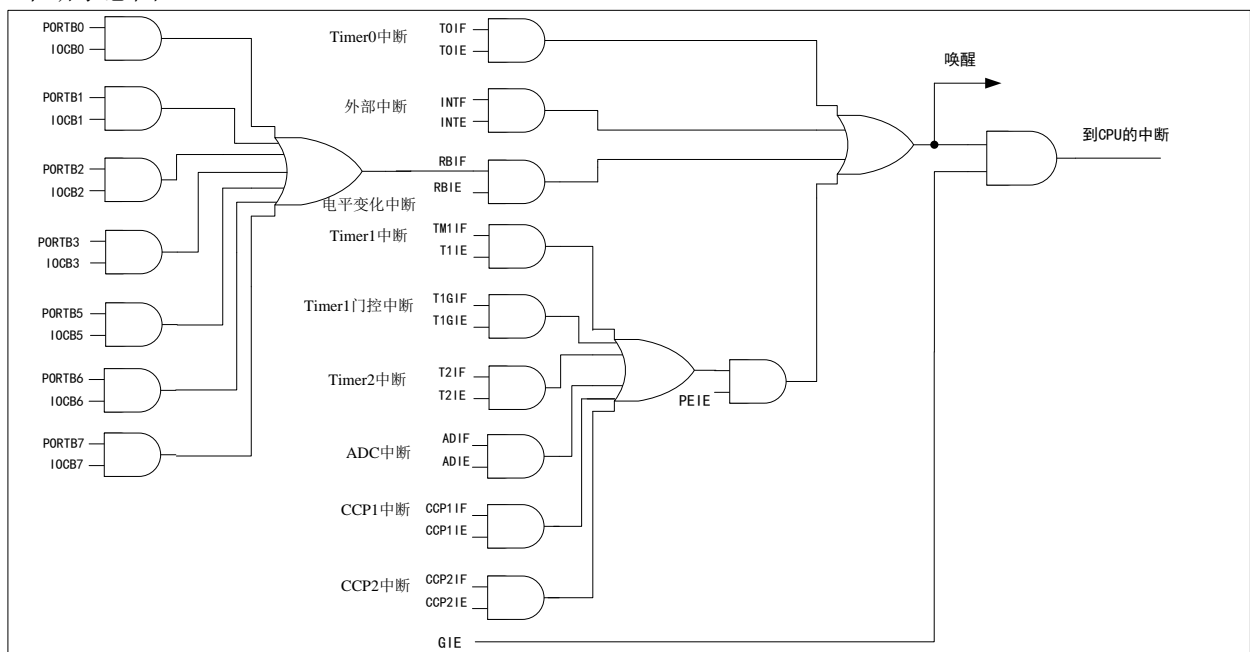 PORTB0
IOCB0
PORTB1
IOCB1
PORTB2
IOCB2
PORTB3
IOCB3
PORTB5
IOCB5
PORTB6
IOCB6
PORTB7
IOCB7
Timer0中断
TOIF
TOIE
外部中断
INTF
INTE
RBIF
RBIE
电平变化中断
Timer1中断
TM1IF
T1IE
Timer1门控中断
T1GIF
T1GIE
Timer2中断
T2IF
T2IE
ADC中断
ADIF
ADIE
CCP1中断
CCP1IF
CCP1IE
CCP2中断
CCP2IF
CCP2IE
PEIE
GIE
唤醒
到CPU的中断